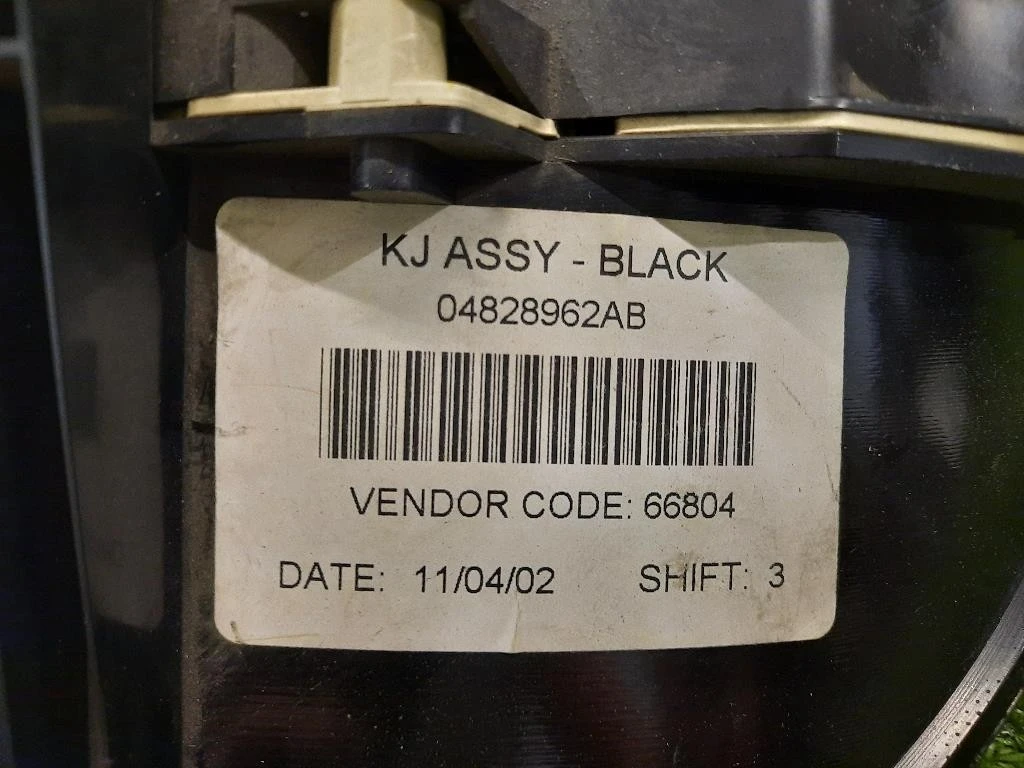 KJ ASSY - BLACK
04828962AB
VENDOR CODE: 66804
DATE: 11/04/02 SHIFT: 3